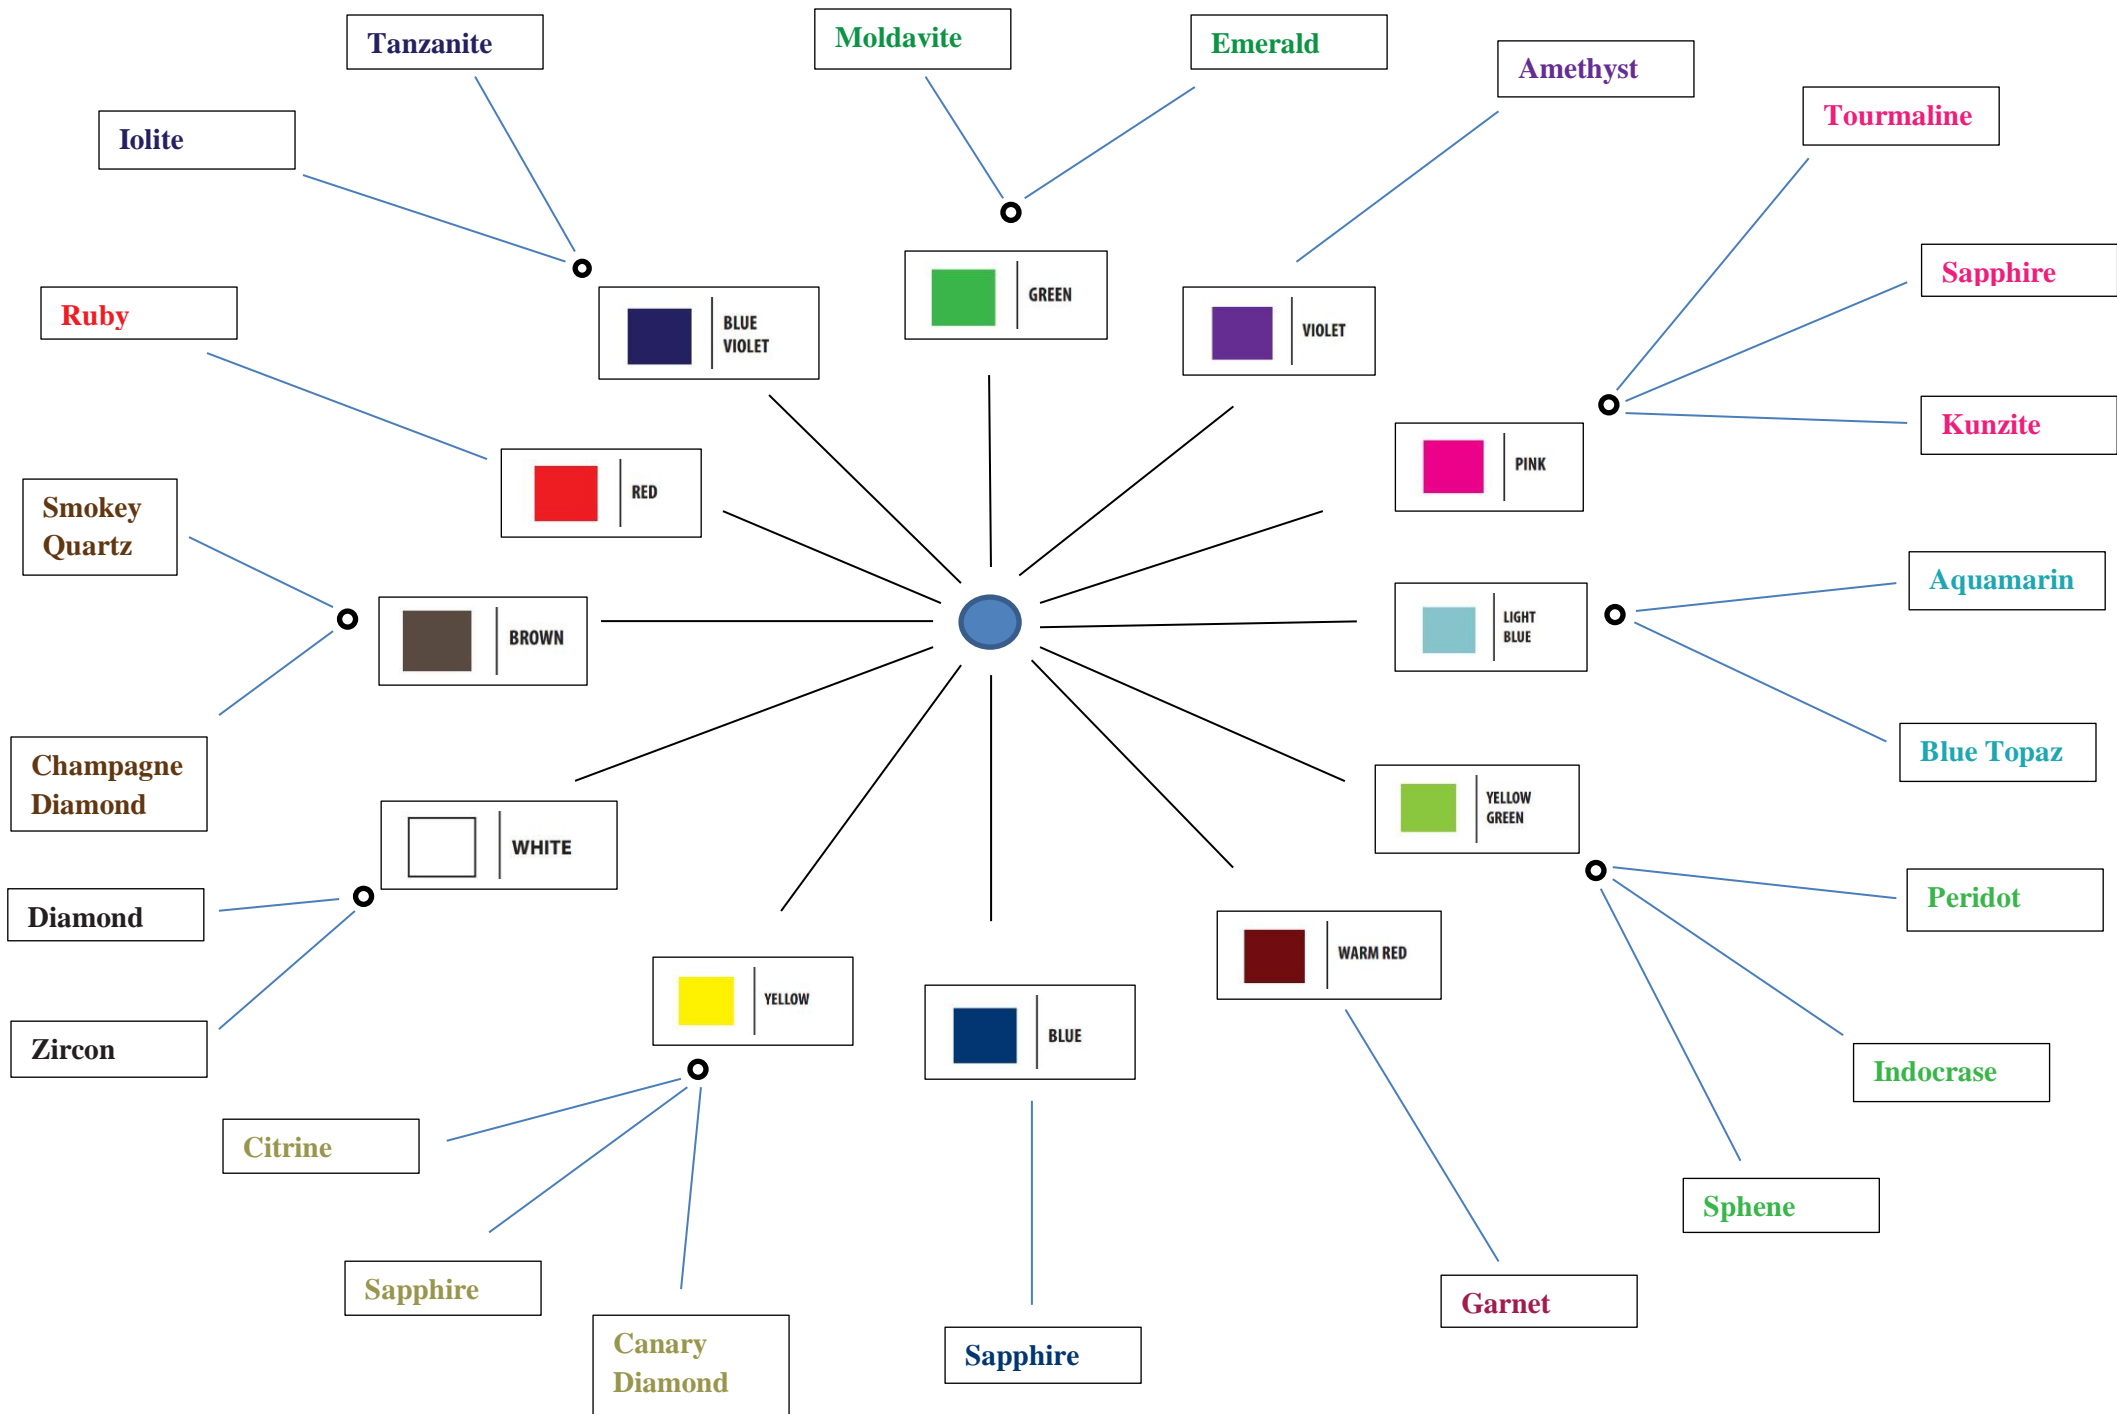 Tanzanite
Moldavite
Emerald
Amethyst
Tourmaline
Iolite
Sapphire
Ruby
GREEN
BLUE
VIOLET
VIOLET
Kunzite
PINK
RED
Smokey
Quartz
Aquamarin
LIGHT
BLUE
BROWN
Blue Topaz
Champagne
Diamond
YELLOW
GREEN
WHITE
Diamond
Peridot
WARM RED
YELLOW
BLUE
Zircon
Indocrase
Citrine
Sphene
Sapphire
Garnet
Canary
Diamond
Sapphire